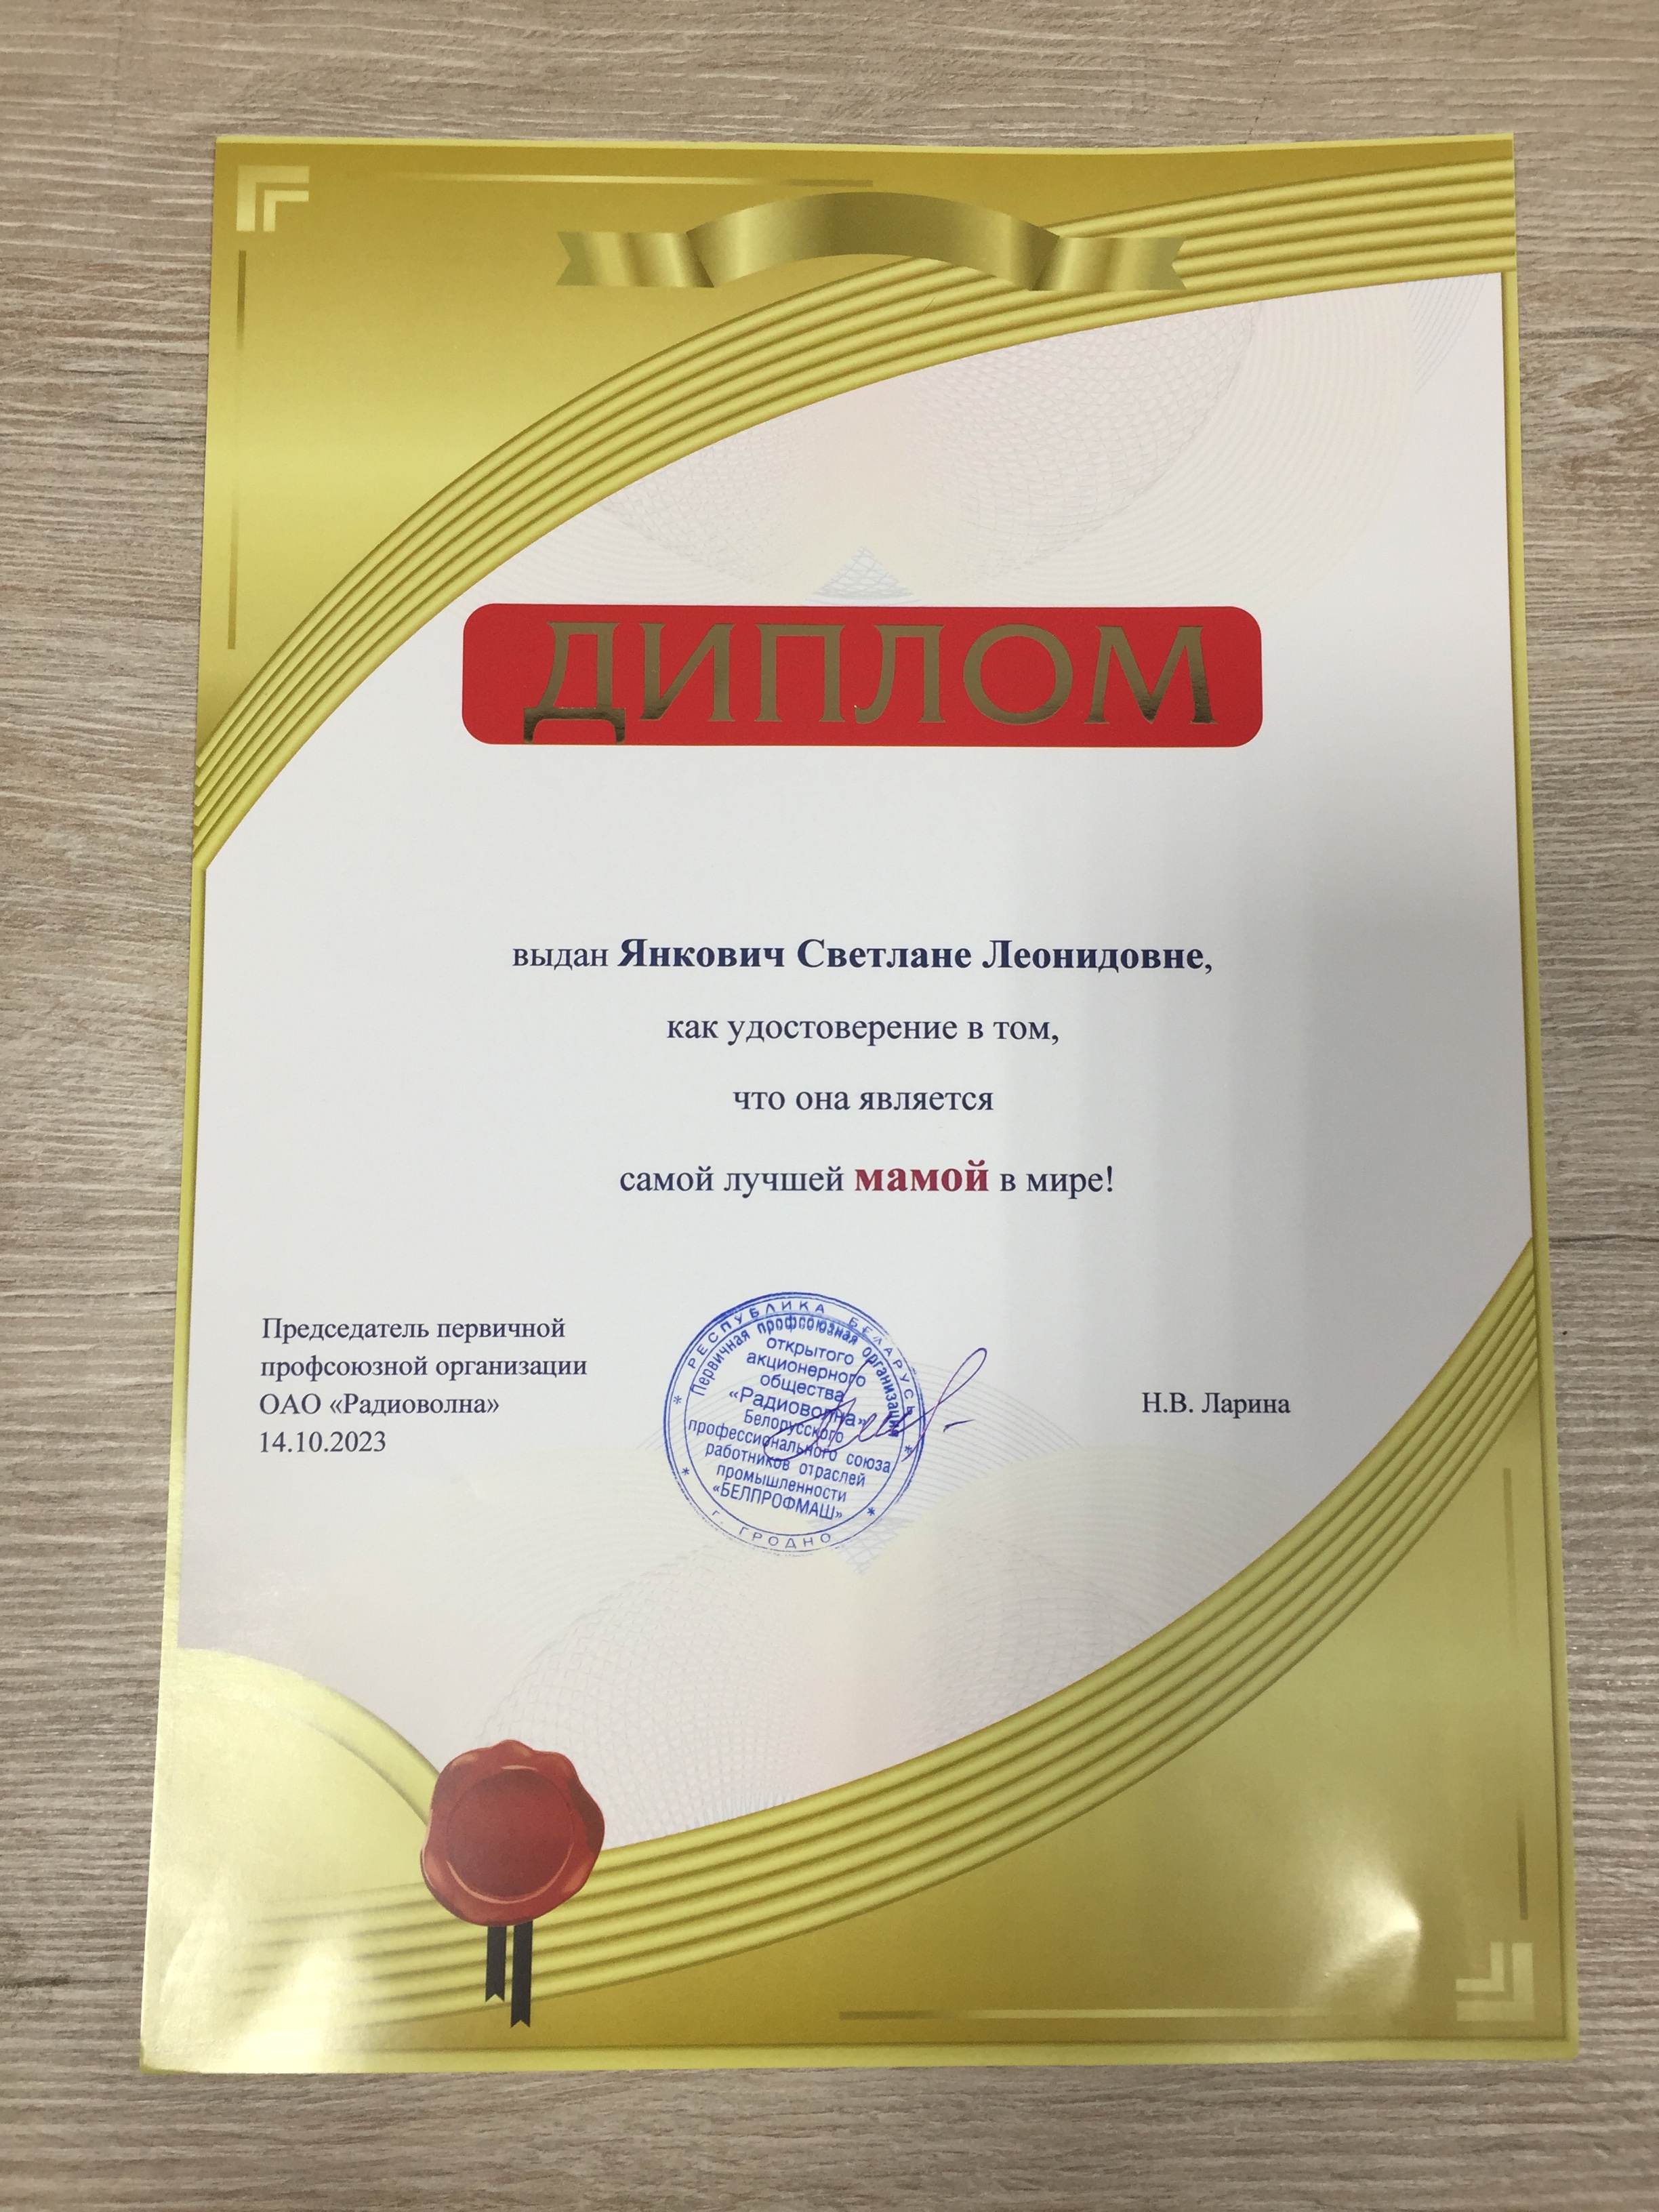 ДИПЛОМ
выдан Янкович Светлане Леонидовне,
как удостоверение в том,
что она является
самой лучшей мамой в мире!
Председатель первичной
профсоюзной организации
ОАО «Радиоволна»
14.10.2023
РЕСПУБЛИКА БЕЛАРУСЬ
Первичная профсоюзная организация
открытого
акционерного
общества
«Радиоволна»
Белорусского
профессионального союза
работников отраслей
промышленности
«БЕЛПРОФМАШ»
г. ГРОДНО
Н.В. Ларина